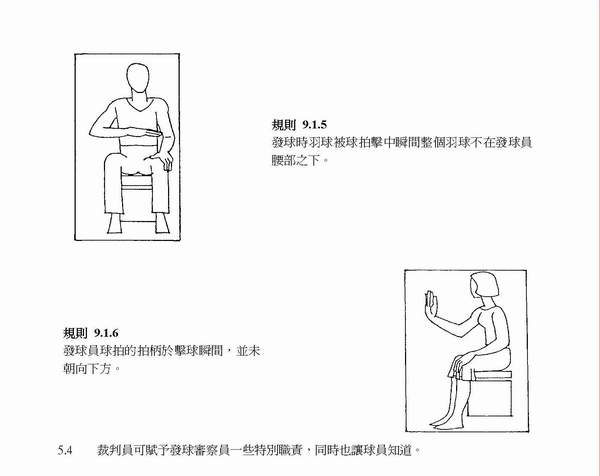 規則 9.1.5
發球時羽球被球拍擊中瞬間整個羽球不在發球員
腰部之下。
規則 9.1.6
發球員球拍的拍柄於擊球瞬間，並未
朝向下方。
5.4 裁判員可賦予發球審察員一些特別職責，同時也讓球員知道。